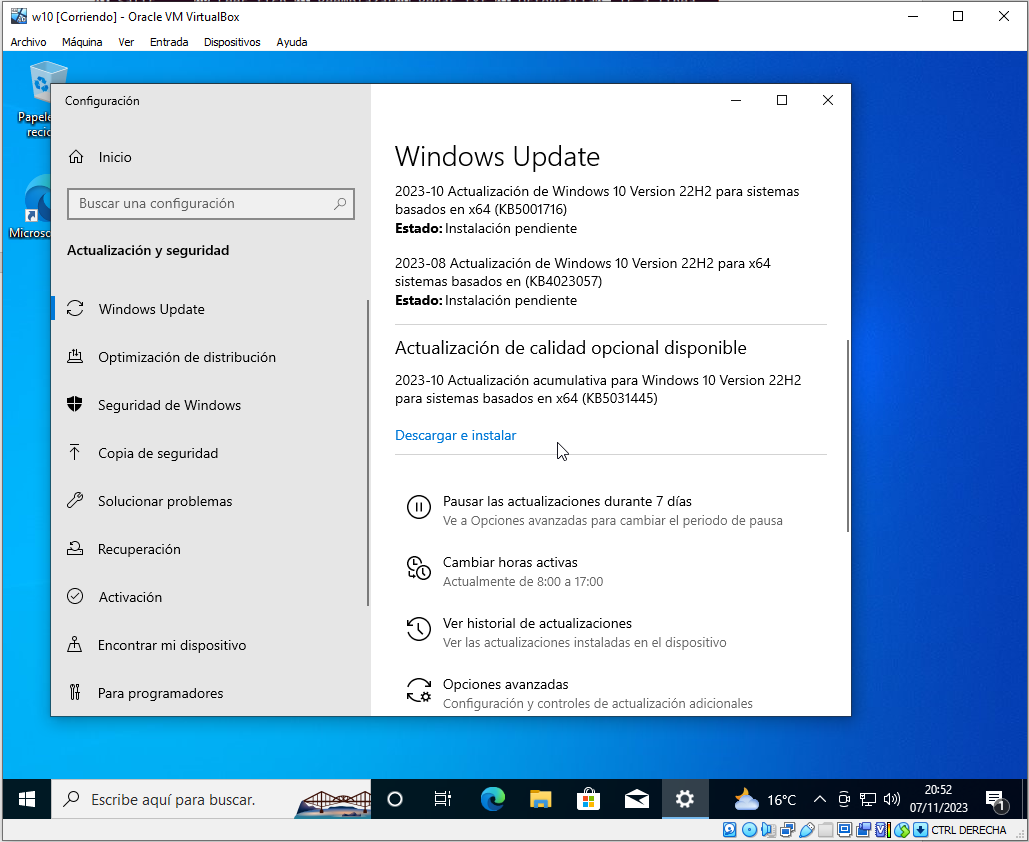 w10 [Corriendo] - Oracle VM VirtualBox
Archivo Máquina Ver Entrada Dispositivos Ayuda
Configuración
Inicio
Buscar una configuración
Actualización y seguridad
Windows Update
Optimización de distribución
Seguridad de Windows
Copia de seguridad
Solucionar problemas
Recuperación
Activación
Encontrar mi dispositivo
Para programadores
Windows Update
2023-10 Actualización de Windows 10 Version 22H2 para sistemas
basados en x64 (KB5001716)
Estado: Instalación pendiente
2023-08 Actualización de Windows 10 Version 22H2 para x64
sistemas basados en (KB4023057)
Estado: Instalación pendiente
Actualización de calidad opcional disponible
2023-10 Actualización acumulativa para Windows 10 Version 22H2
para sistemas basados en x64 (KB5031445)
Descargar e instalar
Pausar las actualizaciones durante 7 días
Ve a Opciones avanzadas para cambiar el periodo de pausa
Cambiar horas activas
Actualmente de 8:00 a 17:00
Ver historial de actualizaciones
Ver las actualizaciones instaladas en el dispositivo
Opciones avanzadas
Configuración y controles de actualización adicionales
Papele
recic
Microsc
Escribe aquí para buscar.
16°C
20:52
07/11/2023
1
CTRL DERECHA